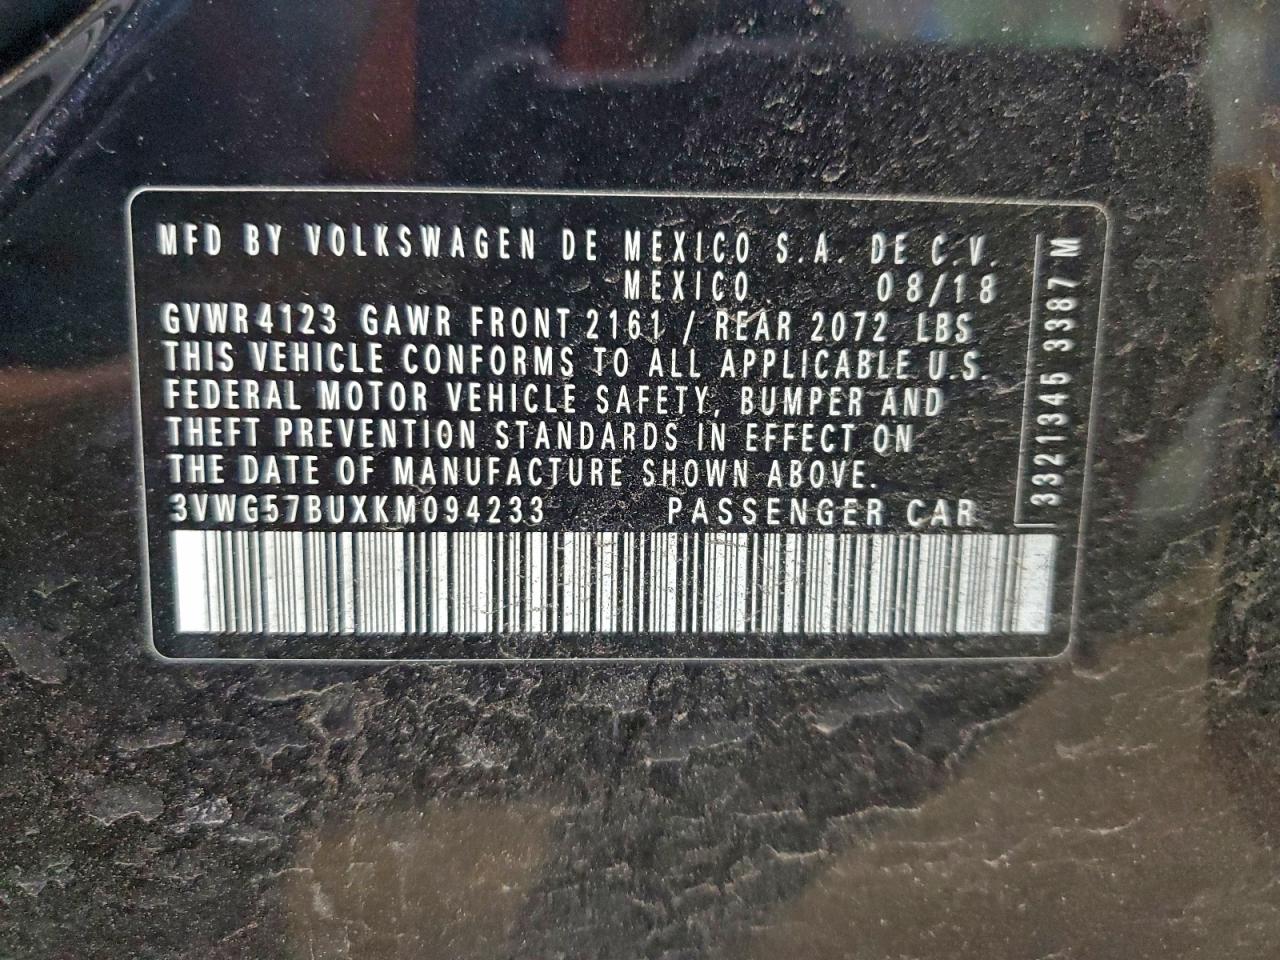 MFD BY VOLKSWAGEN DE MEXICO S.A. DE C.V.
MEXICO 08/18
GVWR 4123 GAWR FRONT 2161 / REAR 2072 LBS
THIS VEHICLE CONFORMS TO ALL APPLICABLE U.S.
FEDERAL MOTOR VEHICLE SAFETY, BUMPER AND
THEFT PREVENTION STANDARDS IN EFFECT ON
THE DATE OF MANUFACTURE SHOWN ABOVE.
3VWG57BUXKM094233 PASSENGER CAR
3321345 3387 M